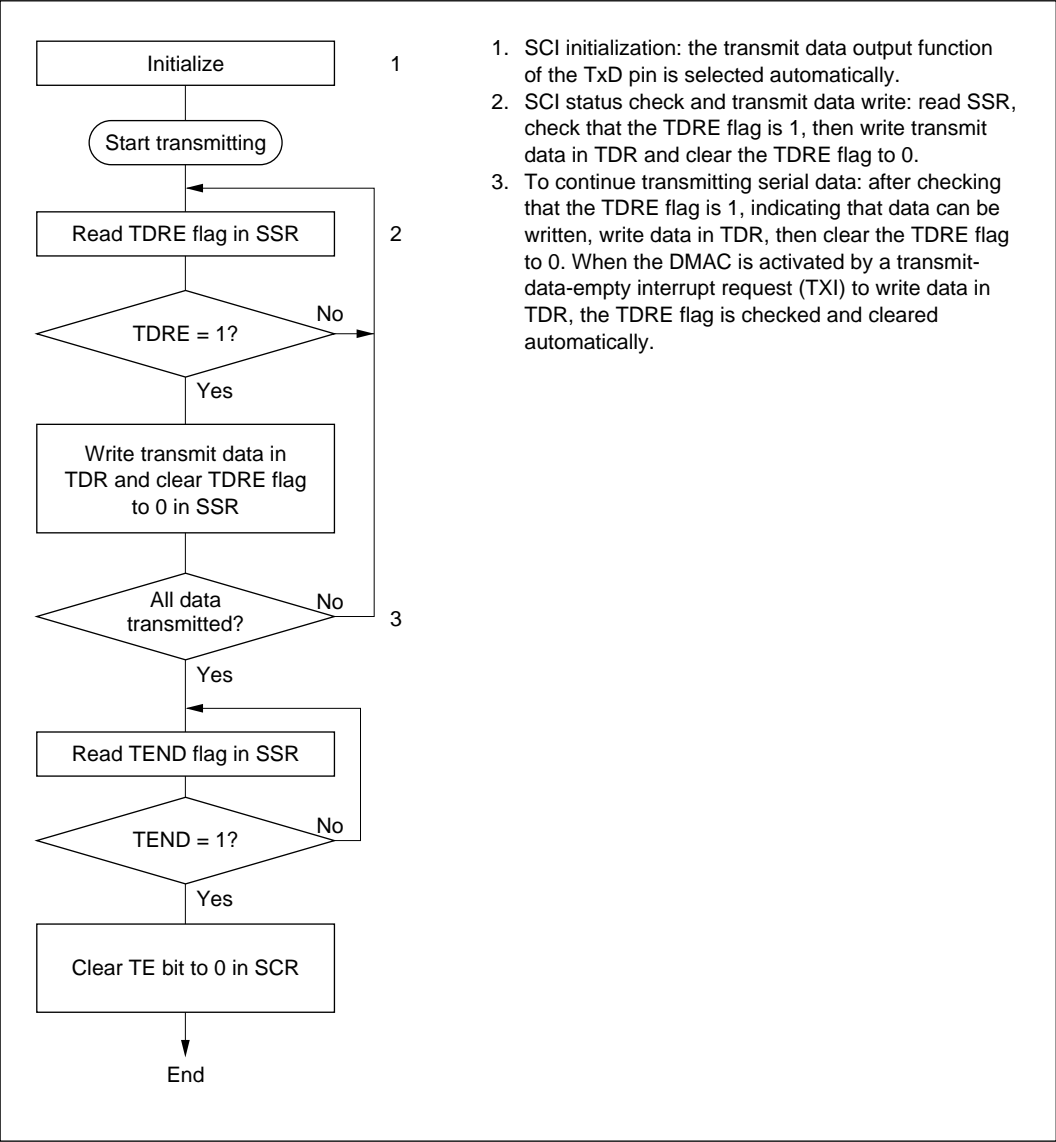 Initialize
1
Start transmitting
Read TDRE flag in SSR
2
TDRE = 1?
No
Yes
Write transmit data in
TDR and clear TDRE flag
to 0 in SSR
All data
transmitted?
No
3
Yes
Read TEND flag in SSR
TEND = 1?
No
Yes
Clear TE bit to 0 in SCR
End
1. SCI initialization: the transmit data output function
of the TxD pin is selected automatically.
2. SCI status check and transmit data write: read SSR,
check that the TDRE flag is 1, then write transmit
data in TDR and clear the TDRE flag to 0.
3. To continue transmitting serial data: after checking
that the TDRE flag is 1, indicating that data can be
written, write data in TDR, then clear the TDRE flag
to 0. When the DMAC is activated by a transmit-
data-empty interrupt request (TXI) to write data in
TDR, the TDRE flag is checked and cleared
automatically.